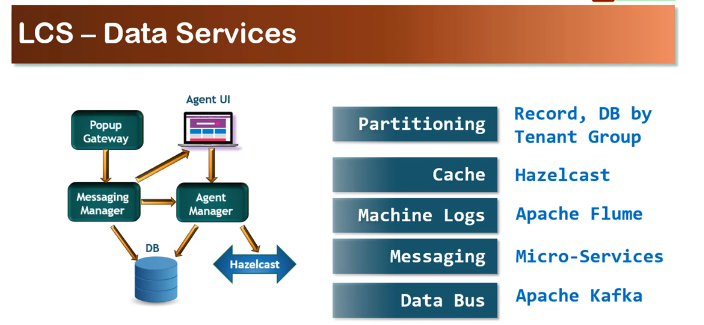 LCS – Data Services
Agent UI
Popup
Gateway
Messaging
Manager
Agent
Manager
DB
Hazelcast
Partitioning
Record, DB by
Tenant Group
Cache
Hazelcast
Machine Logs
Apache Flume
Messaging
Micro-Services
Data Bus
Apache Kafka